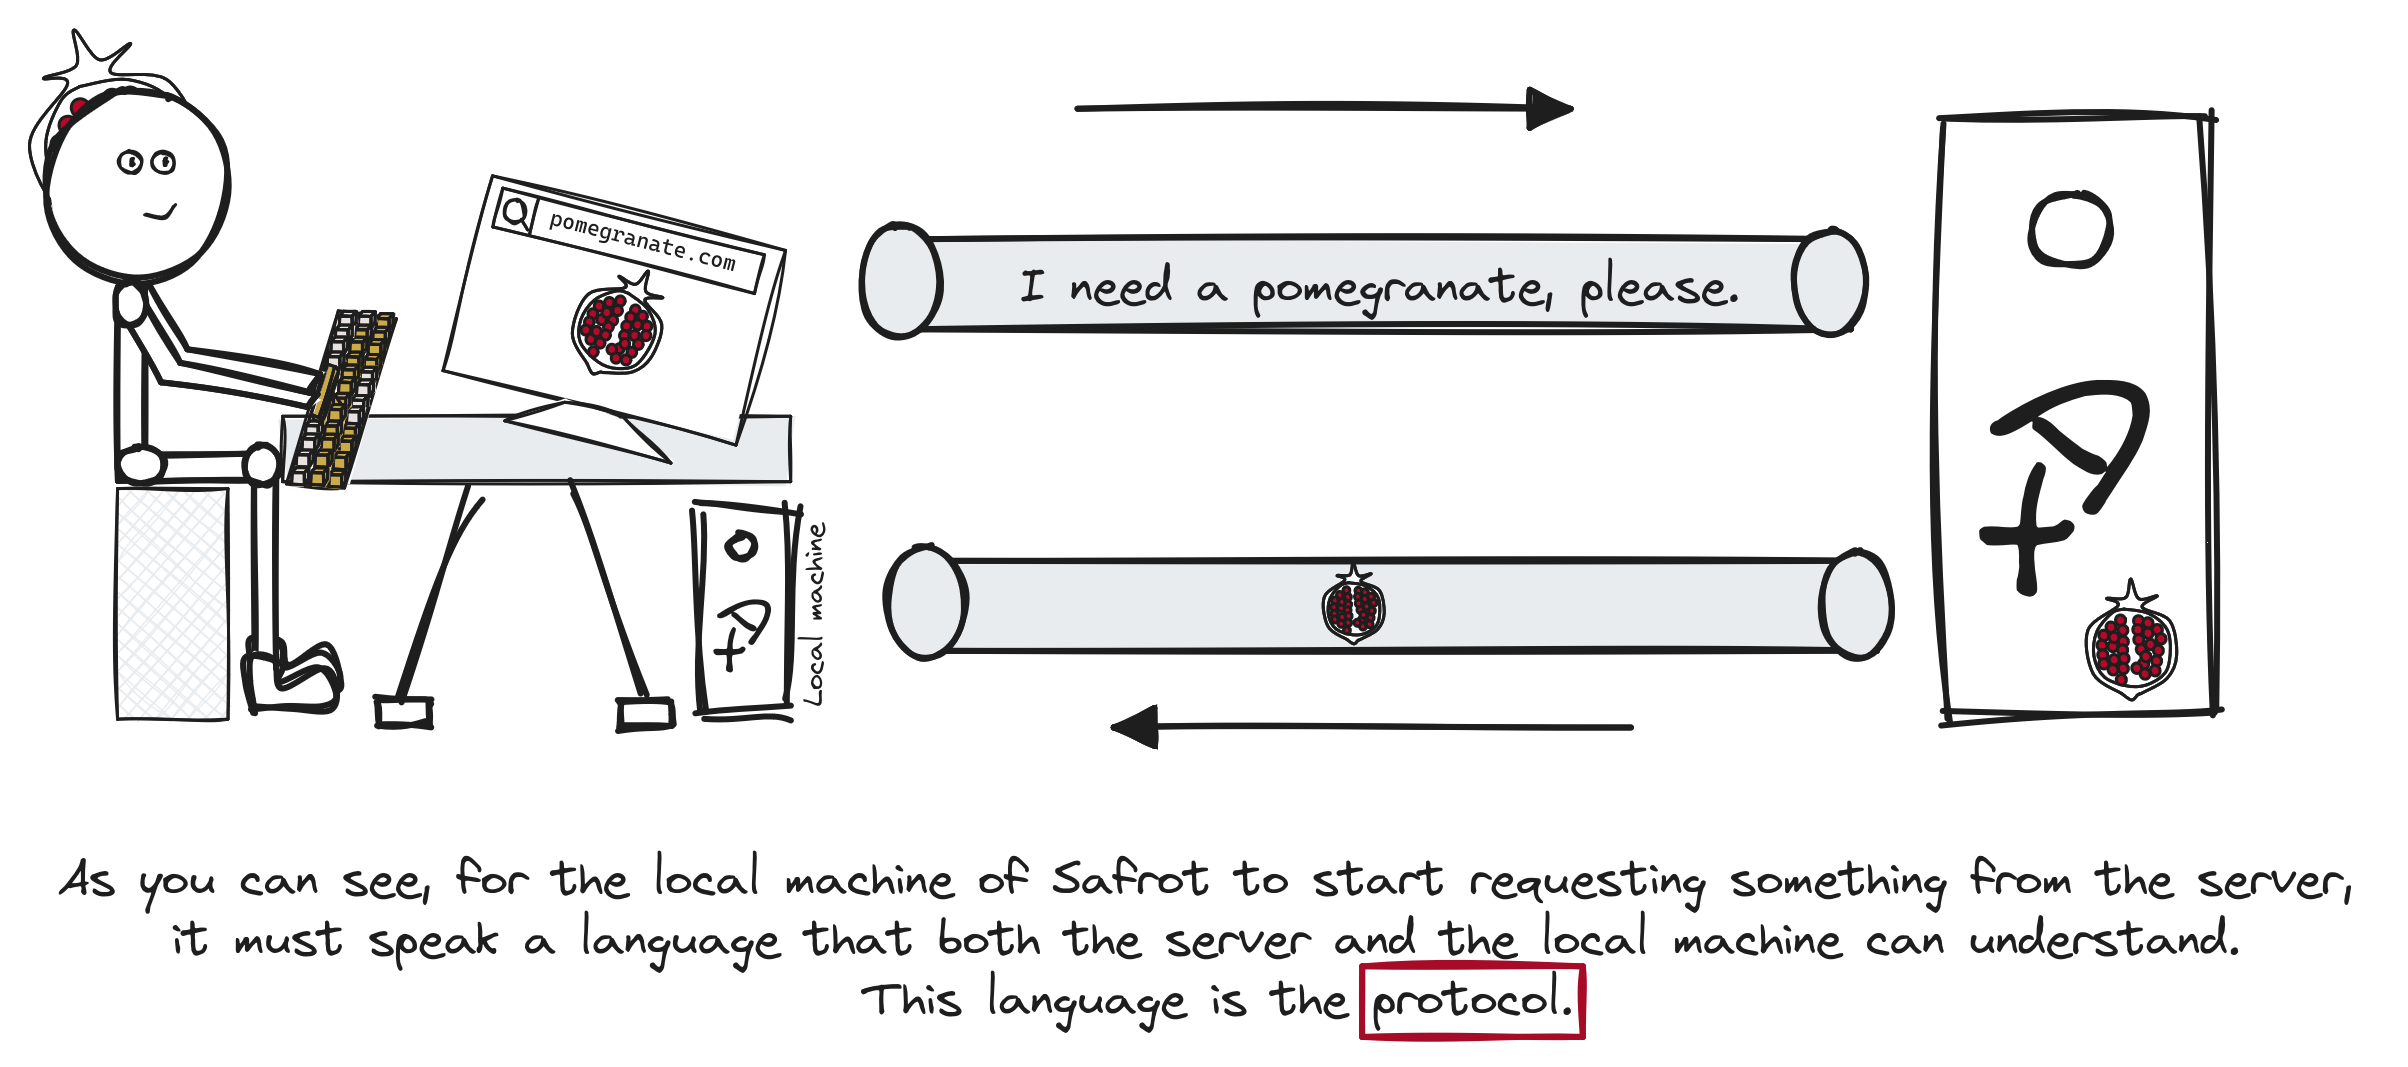 pomegranate.com
I need a pomegranate, please.
Local machine
As you can see, for the local machine of Safrot to start requesting something from the server,
it must speak a language that both the server and the local machine can understand.
This language is the protocol.